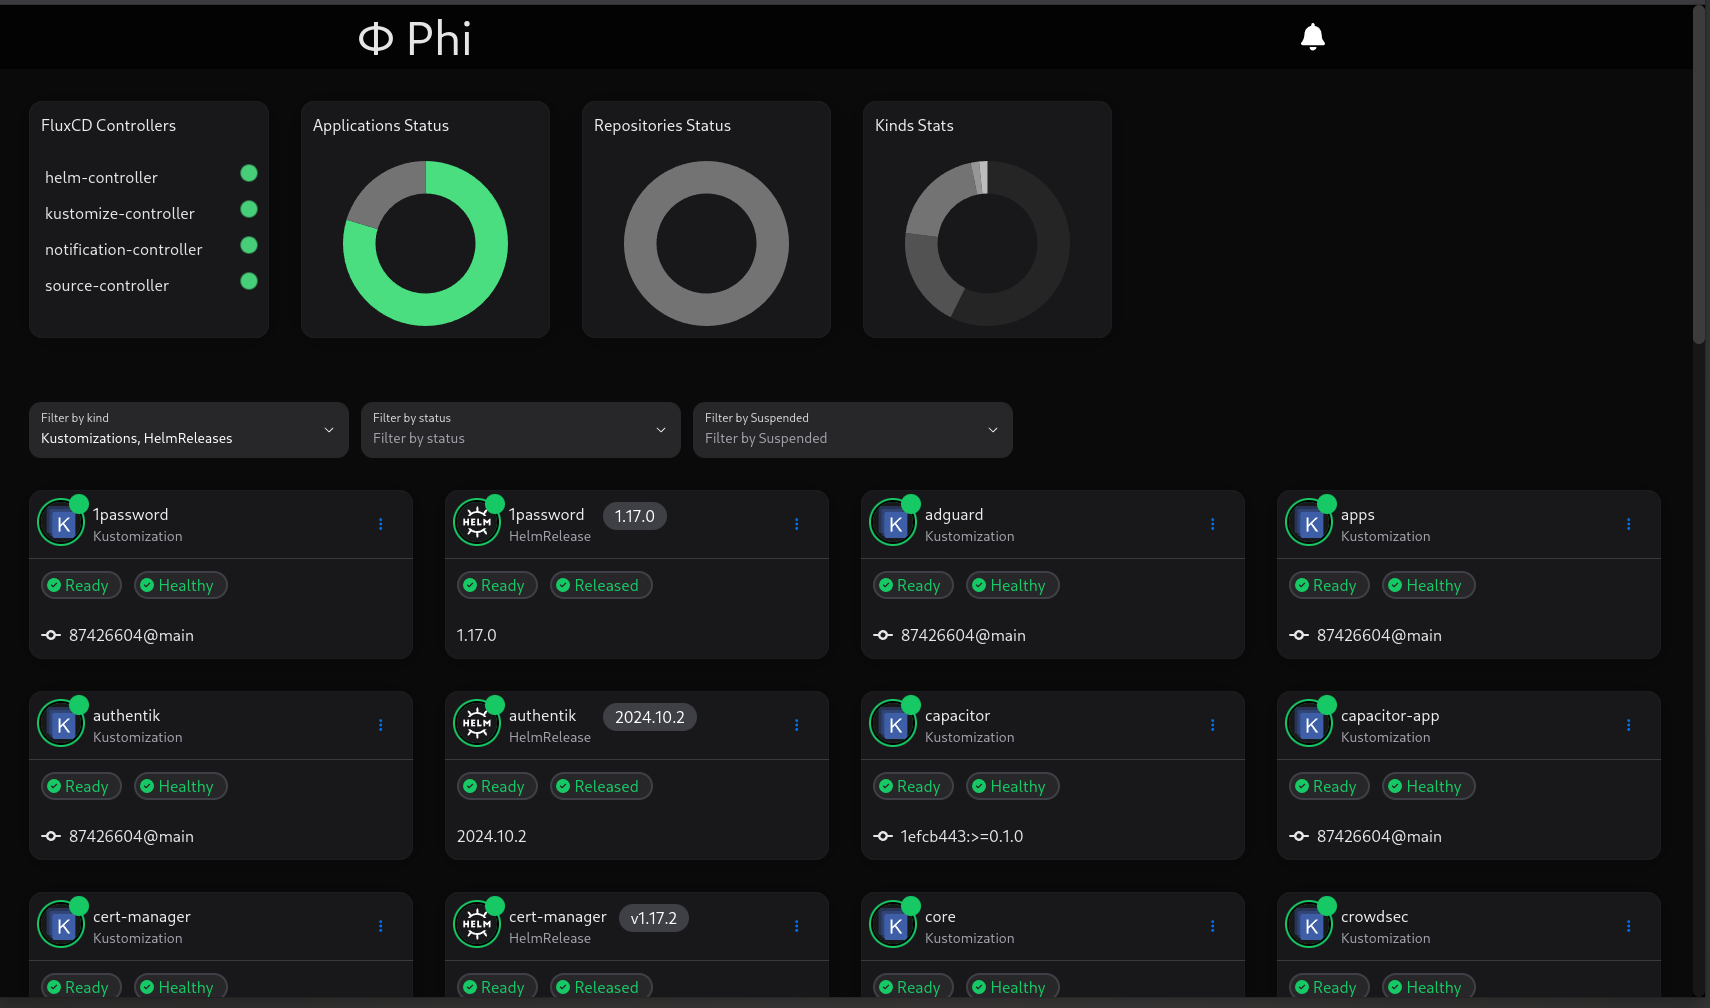 Φ Phi
FluxCD Controllers
helm-controller
kustomize-controller
notification-controller
source-controller
Applications Status
Repositories Status
Kinds Stats
Filter by kind
Kustomizations, HelmReleases
Filter by status
Filter by status
Filter by Suspended
Filter by Suspended
K
1password
Kustomization
Ready
Healthy
87426604@main
HELM
1password
1.17.0
HelmRelease
Ready
Released
1.17.0
K
adguard
Kustomization
Ready
Healthy
87426604@main
K
apps
Kustomization
Ready
Healthy
87426604@main
K
authentik
Kustomization
Ready
Healthy
87426604@main
HELM
authentik
2024.10.2
HelmRelease
Ready
Released
2024.10.2
K
capacitor
Kustomization
Ready
Healthy
1efcb443:>=0.1.0
K
capacitor-app
Kustomization
Ready
Healthy
87426604@main
K
cert-manager
Kustomization
Ready
Healthy
HELM
cert-manager
v1.17.2
HelmRelease
Ready
Released
K
core
Kustomization
Ready
Healthy
K
crowdsec
Kustomization
Ready
Healthy